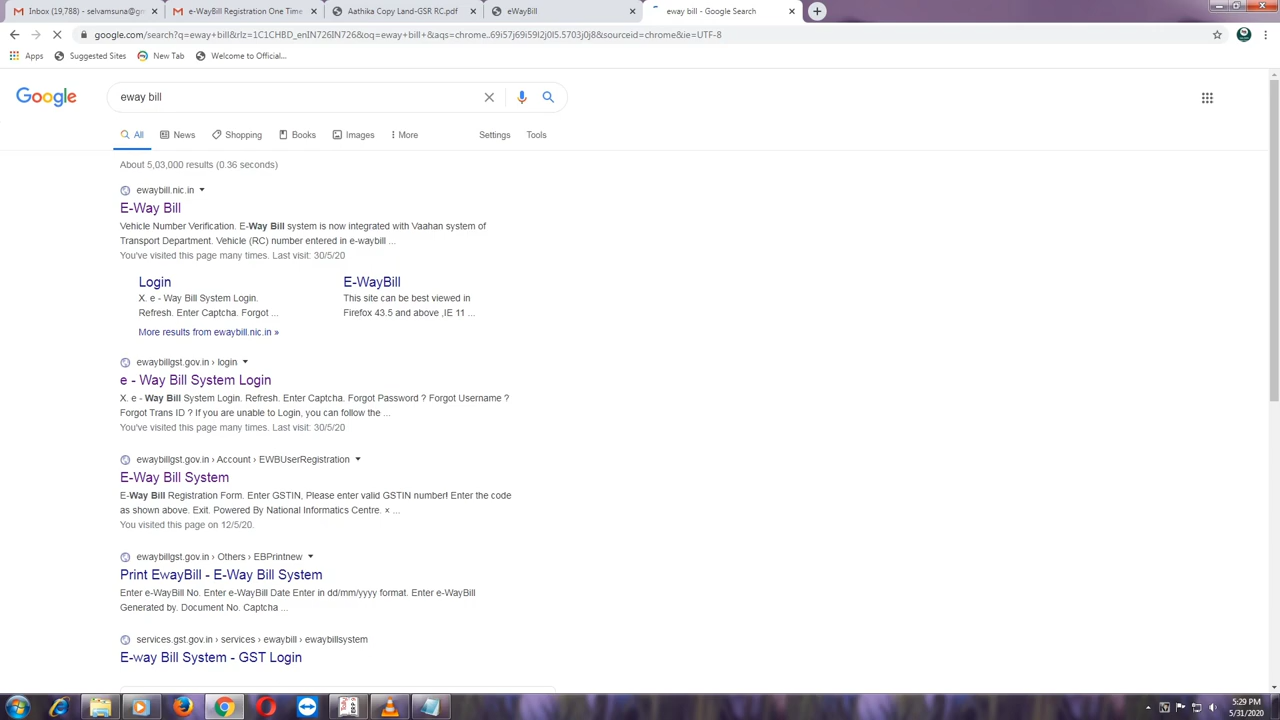 Inbox (19,788) - selvamsuna@gm
e-WayBill Registration One Time
Aathika Copy Land-GSR RC.pdf
eWayBill
eway bill - Google Search
google.com/search?q=eway+bill&rlz=1C1CHBD_enIN726IN726&oq=eway+bill+&aqs=chrome..69i57j69i59l2j0l5.5703j0j8&sourceid=chrome&ie=UTF-8
Apps
Suggested Sites
New Tab
Welcome to Official...
Google
eway bill
All
News
Shopping
Books
Images
More
Settings
Tools
About 5,03,000 results (0.36 seconds)
ewaybill.nic.in
E-Way Bill
Vehicle Number Verification. E-Way Bill system is now integrated with Vaahan system of
Transport Department. Vehicle (RC) number entered in e-waybill ...
You've visited this page many times. Last visit: 30/5/20
Login
X. e - Way Bill System Login.
Refresh. Enter Captcha. Forgot ...
E-WayBill
This site can be best viewed in
Firefox 43.5 and above ,IE 11 ...
More results from ewaybill.nic.in »
ewaybillgst.gov.in › login
e - Way Bill System Login
X. e - Way Bill System Login. Refresh. Enter Captcha. Forgot Password ? Forgot Username ?
Forgot Trans ID ? If you are unable to Login, you can follow the ...
You've visited this page many times. Last visit: 30/5/20
ewaybillgst.gov.in › Account › EWBUserRegistration
E-Way Bill System
E-Way Bill Registration Form. Enter GSTIN, Please enter valid GSTIN number! Enter the code
as shown above. Exit. Powered By National Informatics Centre. × ...
You visited this page on 12/5/20.
ewaybillgst.gov.in › Others › EBPrintnew
Print EwayBill - E-Way Bill System
Enter e-WayBill No. Enter e-WayBill Date Enter in dd/mm/yyyy format. Enter e-WayBill
Generated by. Document No. Captcha ...
services.gst.gov.in › services › ewaybill › ewaybillsystem
E-way Bill System - GST Login
5:29 PM
5/31/2020